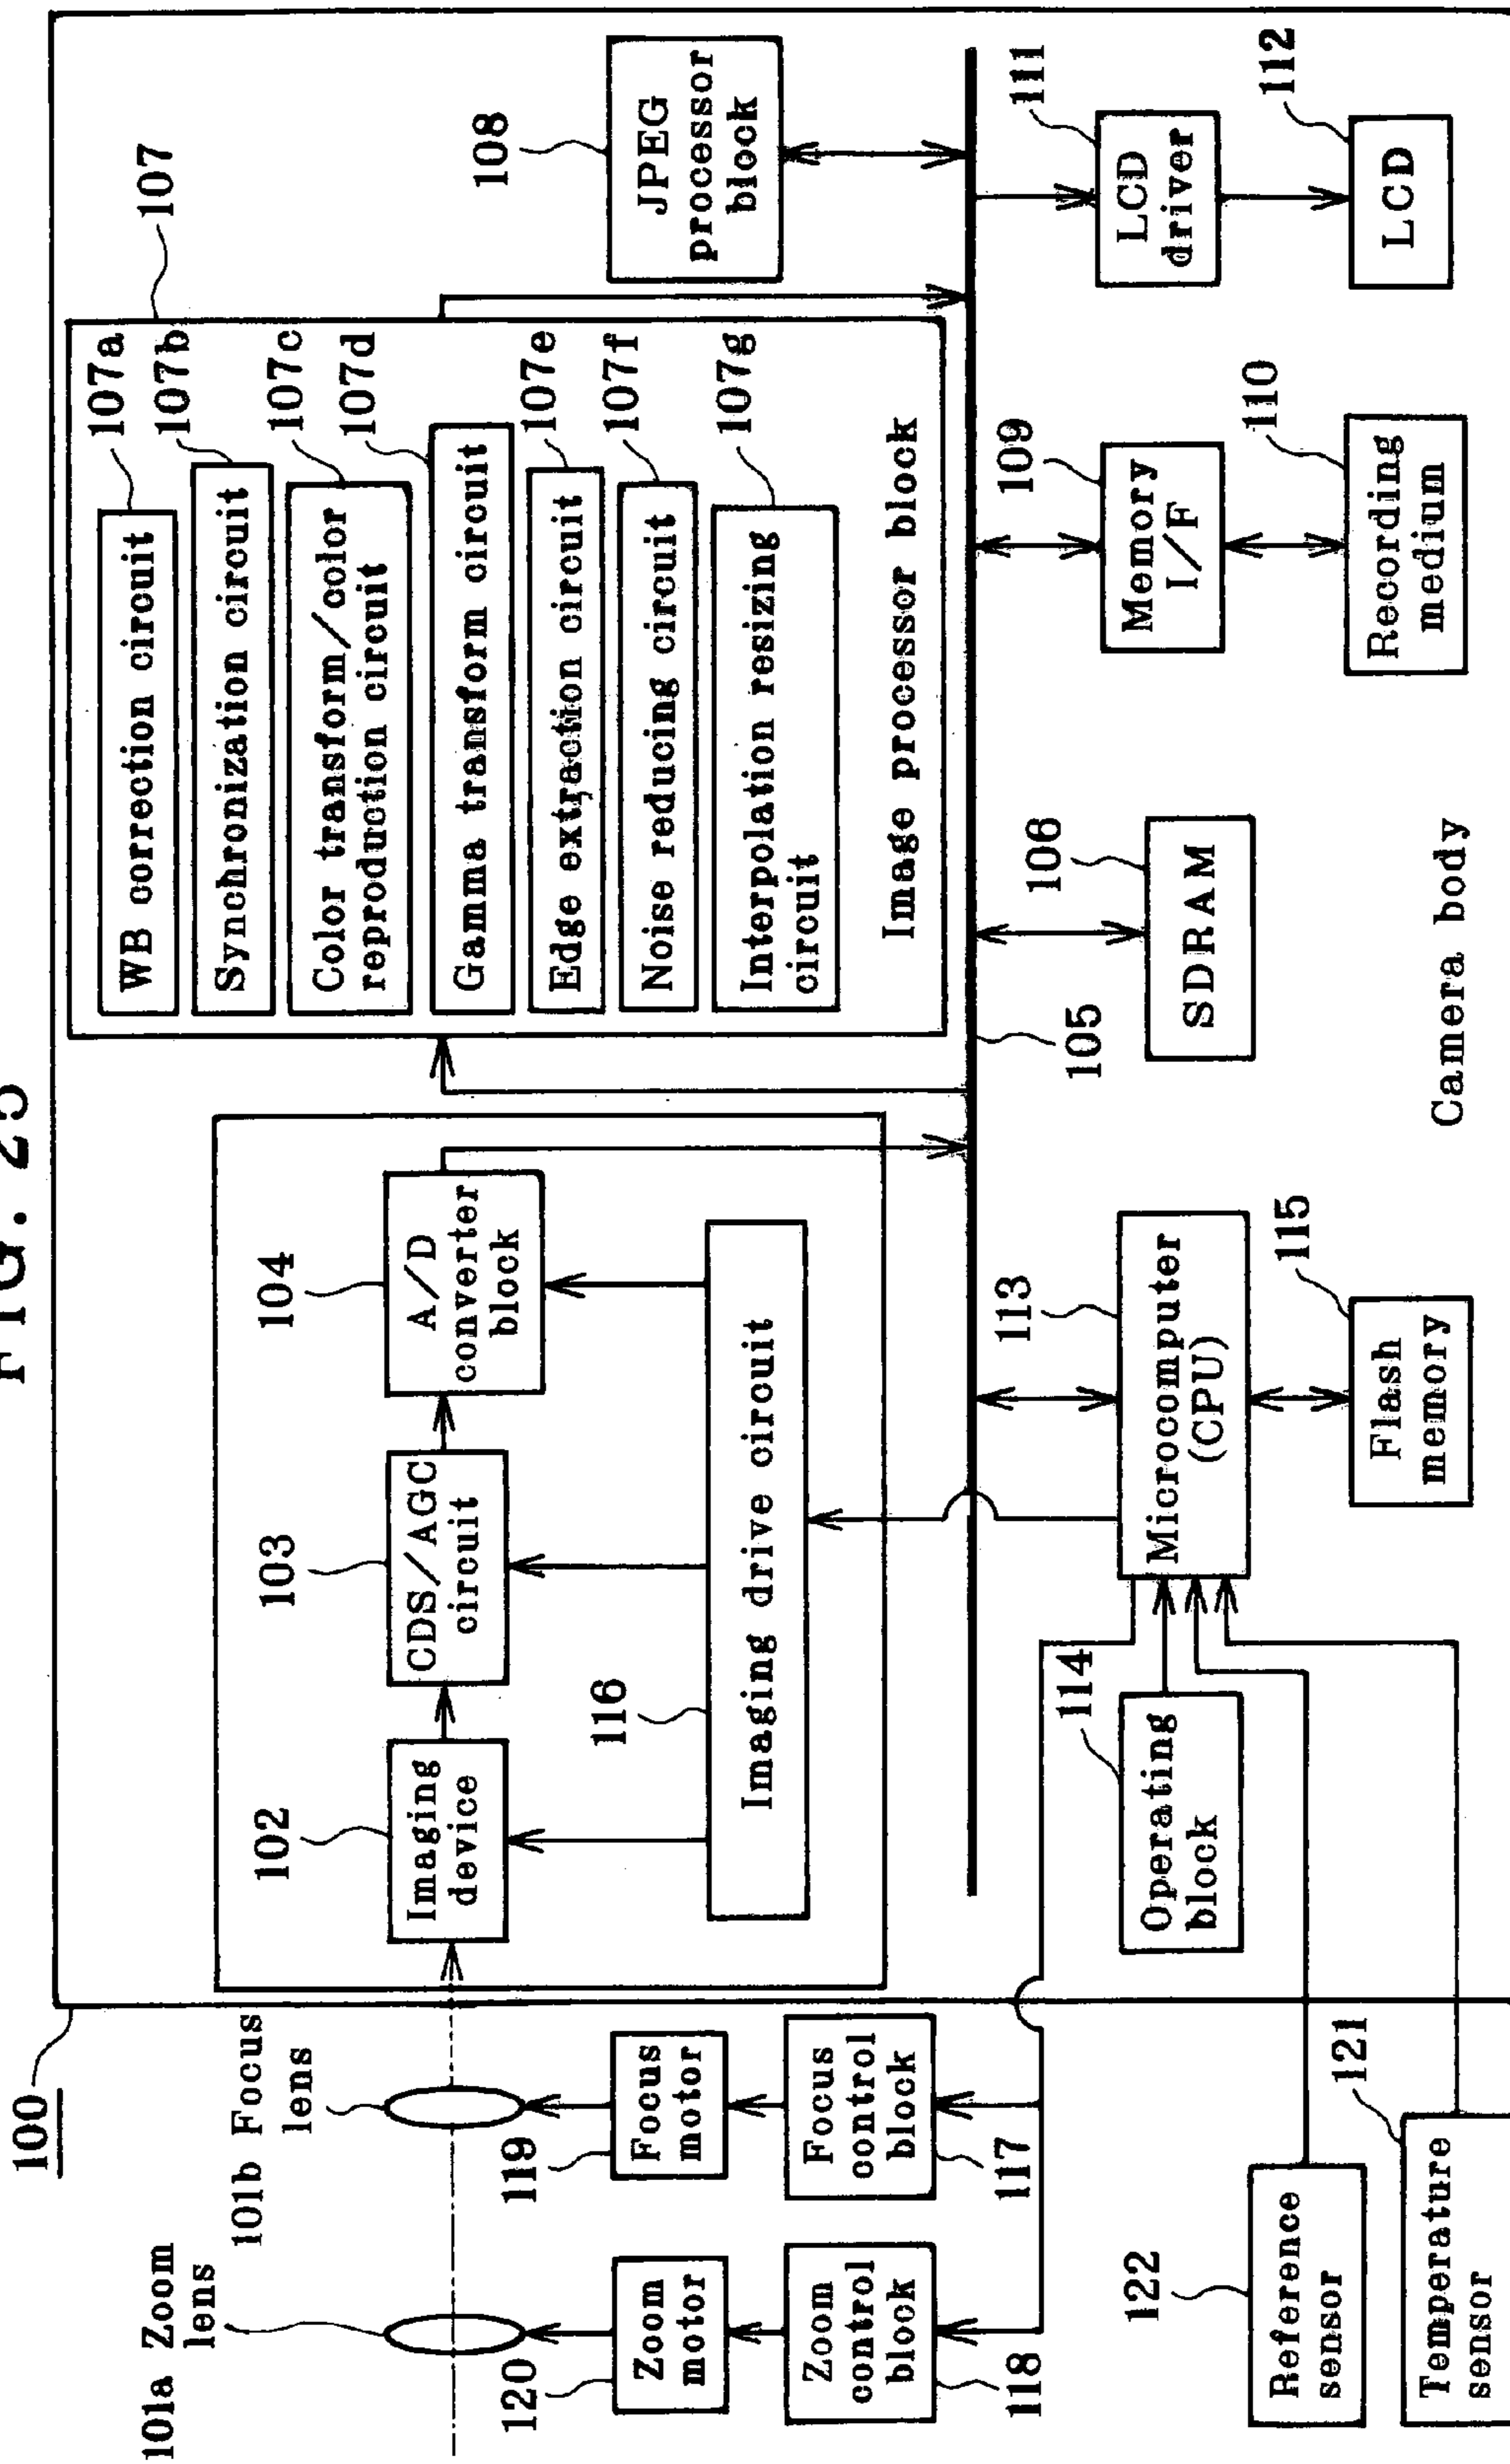 FIG. 25
100
101a Zoom
lens
101b Focus
lens
120
Zoom
motor
118
Zoom
control
block
119
Focus
motor
117
Focus
control
block
102
Imaging
device
103
CDS/AGC
circuit
104
A/D
converter
block
116
Imaging drive circuit
107
107a
WB correction circuit
107b
Synchronization circuit
107c
Color transform/color
reproduction circuit
107d
Gamma transform circuit
107e
Edge extraction circuit
107f
Noise reducing circuit
107g
Interpolation resizing
circuit
Image processor block
108
JPEG
processor
block
105
114
Operating
block
113
Microcomputer
(CPU)
115
Flash
memory
106
SDRAM
109
Memory
I/F
110
Recording
medium
111
LCD
driver
112
LCD
122
Reference
sensor
121
Temperature
sensor
Camera body